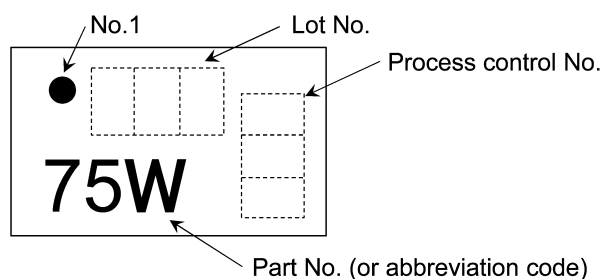 No.1
Lot No.
Process control No.
75W
Part No. (or abbreviation code)